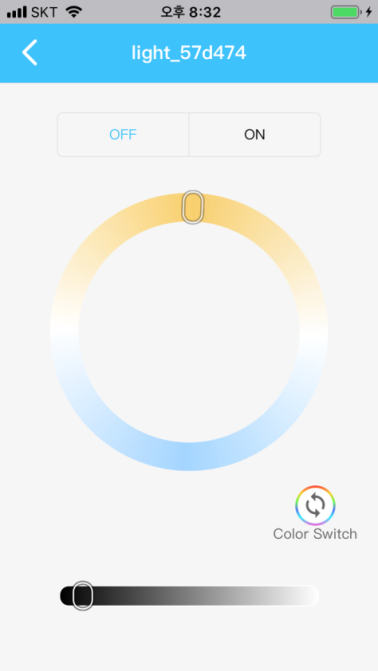 SKT 오후 8:32
light_57d474
OFF ON
Color Switch